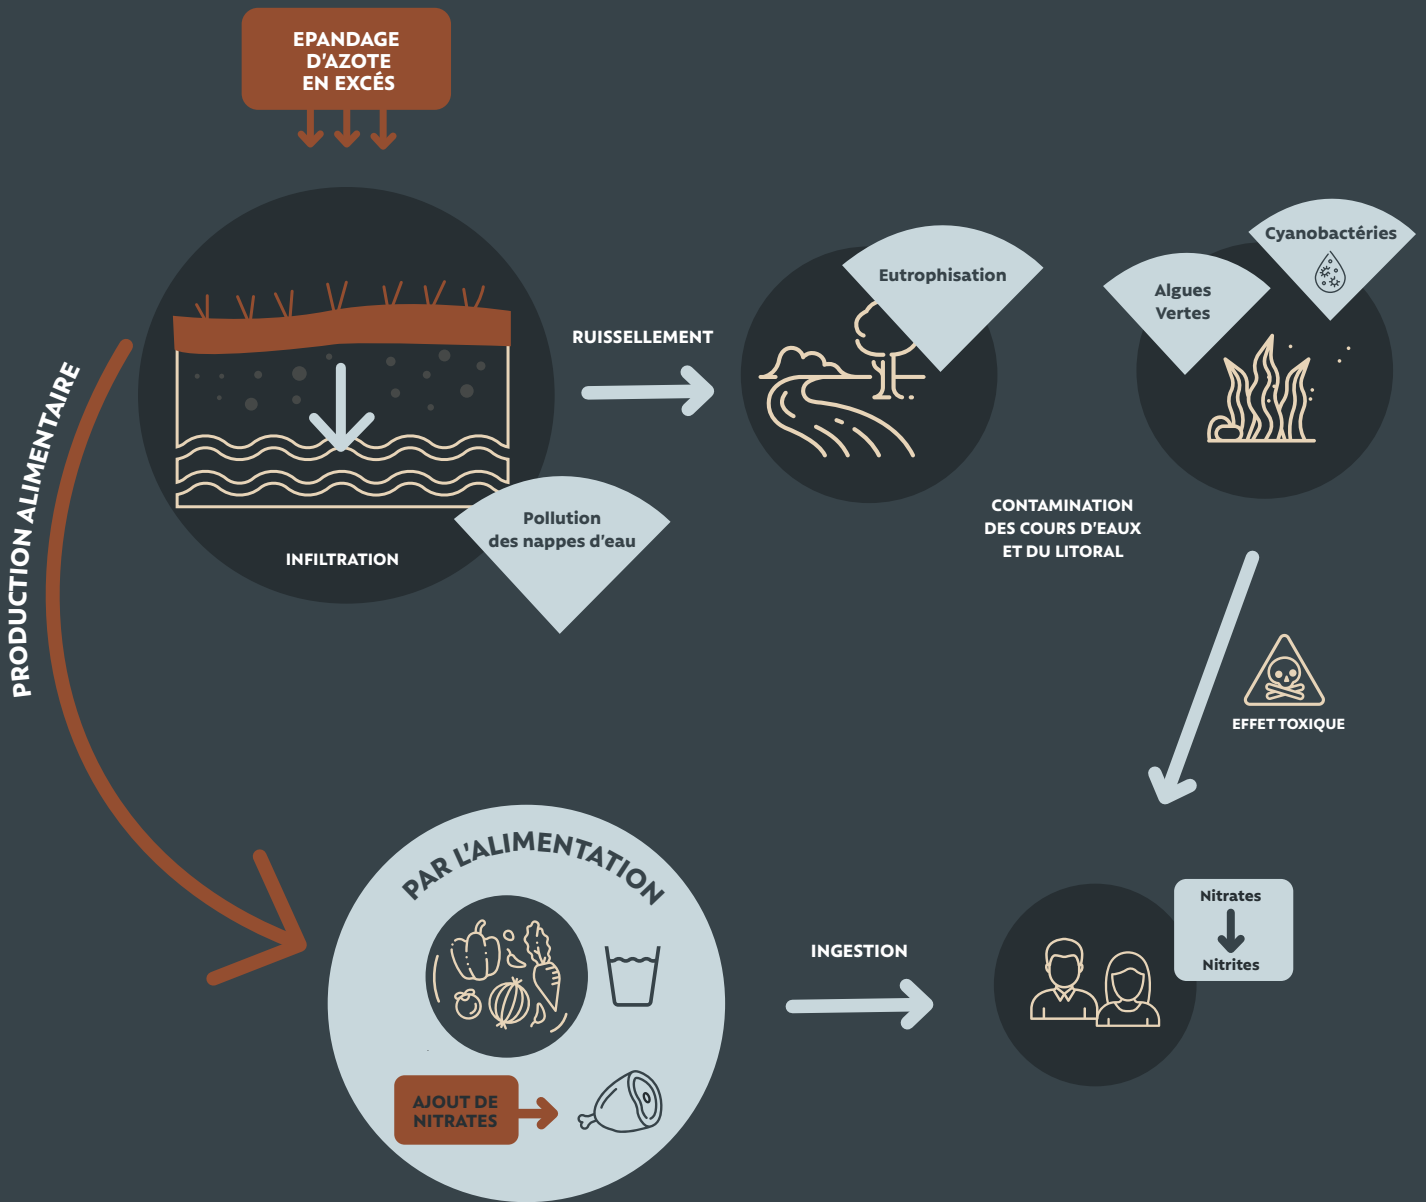 EPANDAGE
D'AZOTE
EN EXCÉS
PRODUCTION ALIMENTAIRE
INFILTRATION
Pollution
des nappes d'eau
RUISSELLEMENT
Eutrophisation
Algues
Vertes
Cyanobactéries
CONTAMINATION
DES COURS D'EAUX
ET DU LITORAL
EFFET TOXIQUE
PAR L'ALIMENTATION
AJOUT DE
NITRATES
INGESTION
Nitrates
Nitrites